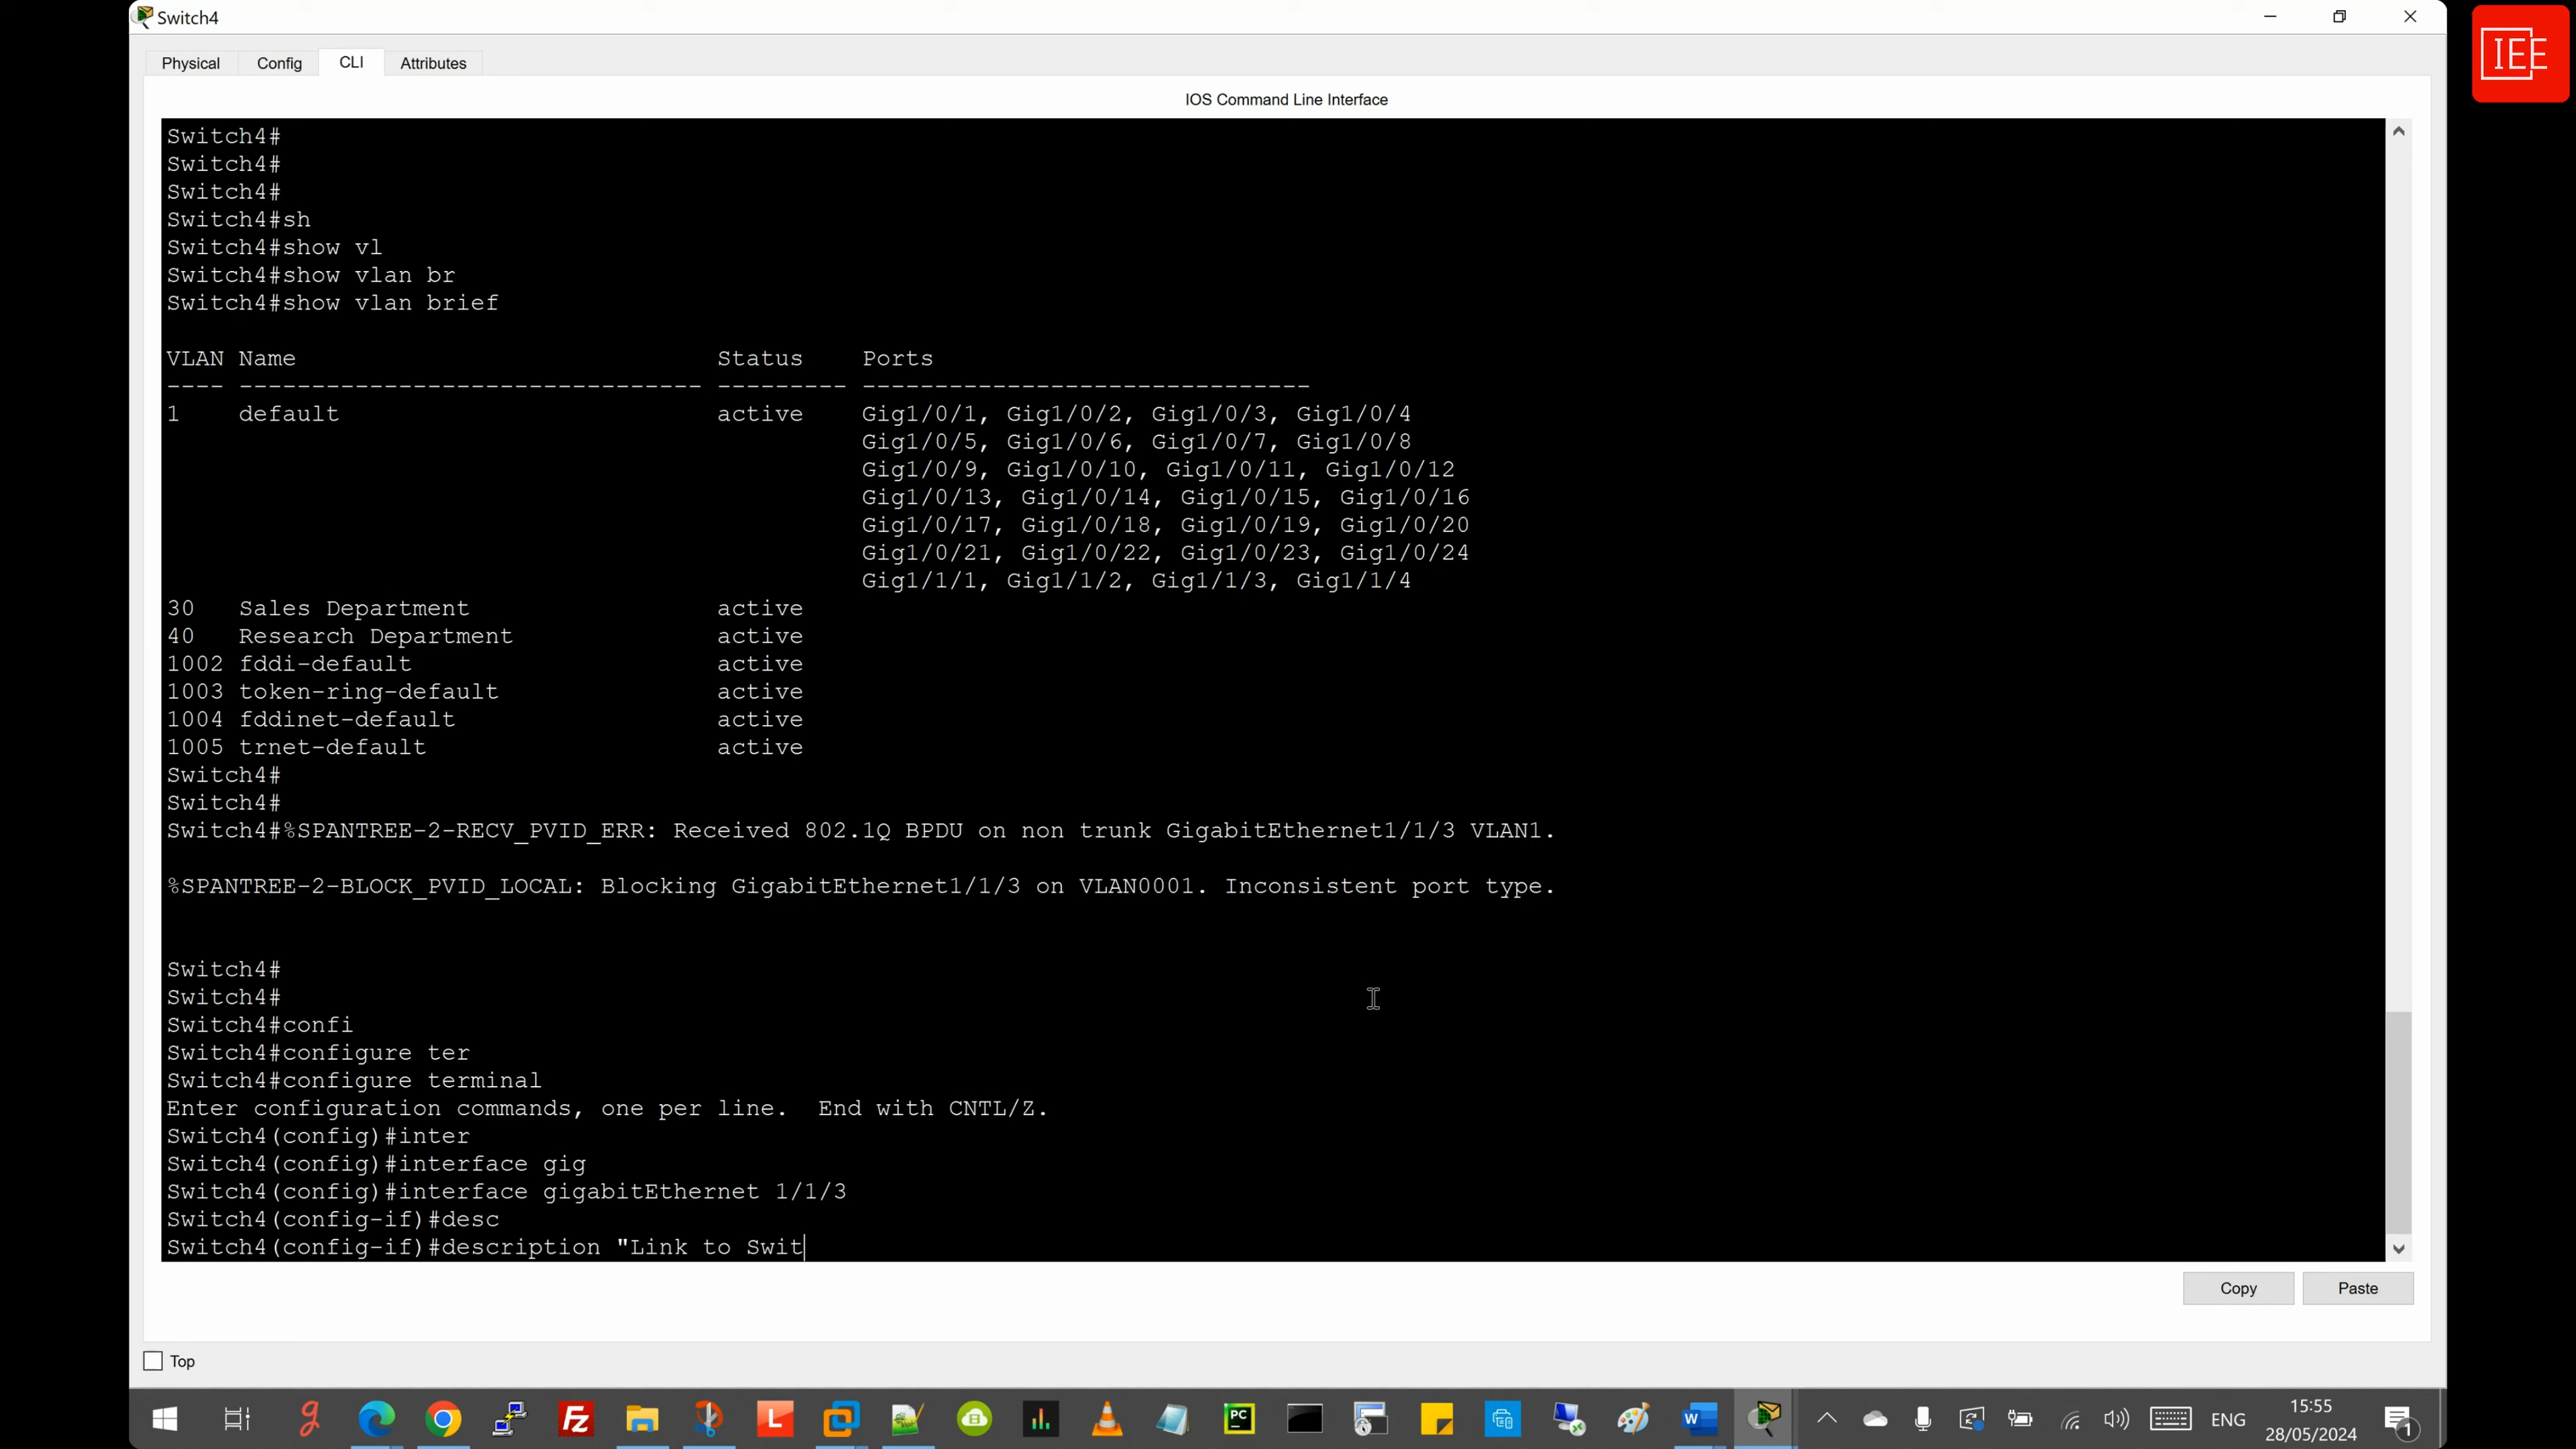 Switch4
IEE
Physical Config CLI Attributes
IOS Command Line Interface
Switch4#
Switch4#
Switch4#
Switch4#sh
Switch4#show vl
Switch4#show vlan br
Switch4#show vlan brief
VLAN Name Status Ports
---- -------------------------------- --------- -------------------------------
1 default active Gig1/0/1, Gig1/0/2, Gig1/0/3, Gig1/0/4
Gig1/0/5, Gig1/0/6, Gig1/0/7, Gig1/0/8
Gig1/0/9, Gig1/0/10, Gig1/0/11, Gig1/0/12
Gig1/0/13, Gig1/0/14, Gig1/0/15, Gig1/0/16
Gig1/0/17, Gig1/0/18, Gig1/0/19, Gig1/0/20
Gig1/0/21, Gig1/0/22, Gig1/0/23, Gig1/0/24
Gig1/1/1, Gig1/1/2, Gig1/1/3, Gig1/1/4
30 Sales Department active
40 Research Department active
1002 fddi-default active
1003 token-ring-default active
1004 fddinet-default active
1005 trnet-default active
Switch4#
Switch4#
Switch4#%SPANTREE-2-RECV_PVID_ERR: Received 802.1Q BPDU on non trunk GigabitEthernet1/1/3 VLAN1.
%SPANTREE-2-BLOCK_PVID_LOCAL: Blocking GigabitEthernet1/1/3 on VLAN0001. Inconsistent port type.
Switch4#
Switch4#
Switch4#confi
Switch4#configure ter
Switch4#configure terminal
Enter configuration commands, one per line.  End with CNTL/Z.
Switch4(config)#inter
Switch4(config)#interface gig
Switch4(config)#interface gigabitEthernet 1/1/3
Switch4(config-if)#desc
Switch4(config-if)#description "Link to Swit
Copy Paste
Top
ENG 15:55
28/05/2024